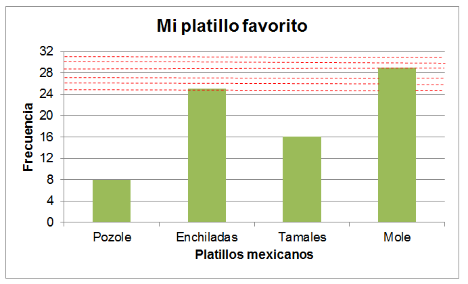 Mi platillo favorito
32
28
24
20
16
12
8
4
0
Frecuencia
Pozole Enchiladas Tamales Mole
Platillos mexicanos